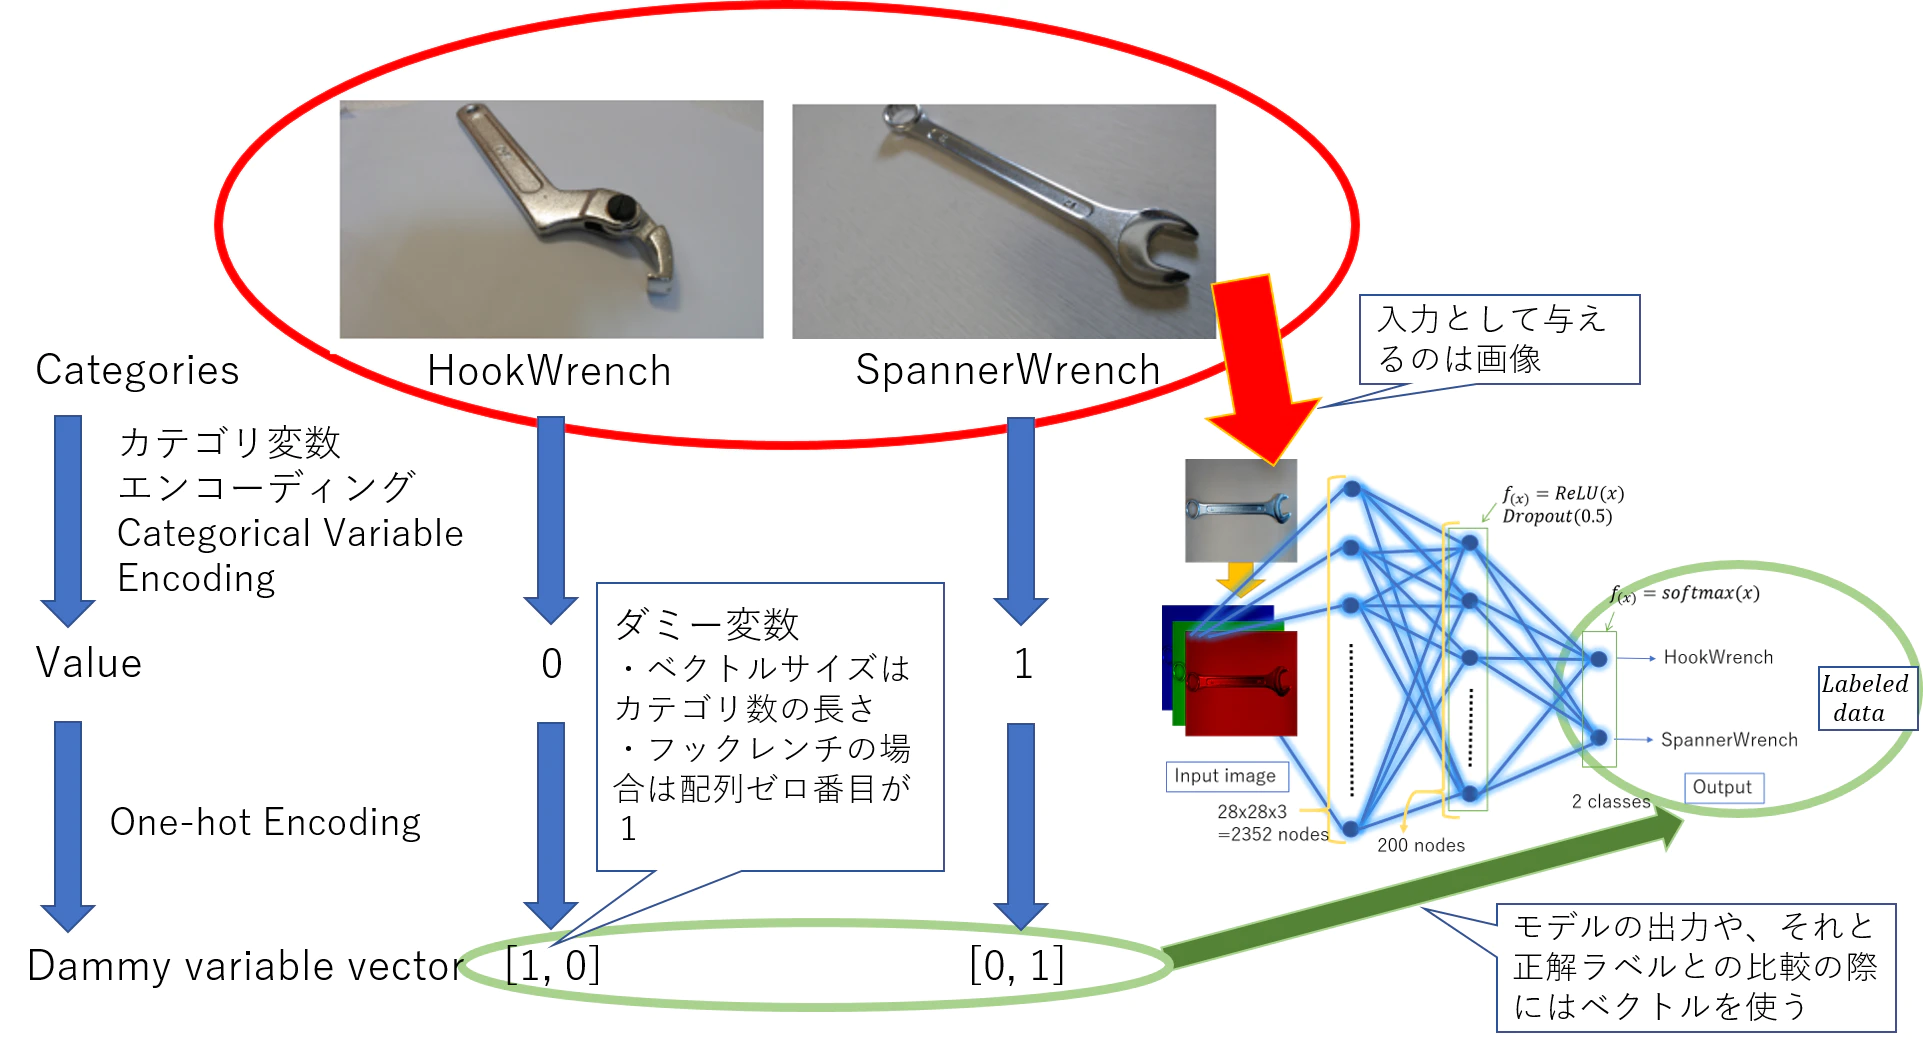 HookWrench
SpannerWrench
Categories
カテゴリ変数
エンコーディング
Categorical Variable
Encoding
Value
0
1
One-hot Encoding
Dammy variable vector
[1, 0]
[0, 1]
ダミー変数
・ベクトルサイズは
カテゴリ数の長さ
・フックレンチの場
合は配列ゼロ番目が
1
入力として与え
るのは画像
f(x) = ReLU(x)
Dropout(0.5)
f(x) = softmax(x)
HookWrench
SpannerWrench
Labeled
data
Input image
Output
28x28x3
=2352 nodes
200 nodes
2 classes
モデルの出力や、それと
正解ラベルとの比較の際
にはベクトルを使う